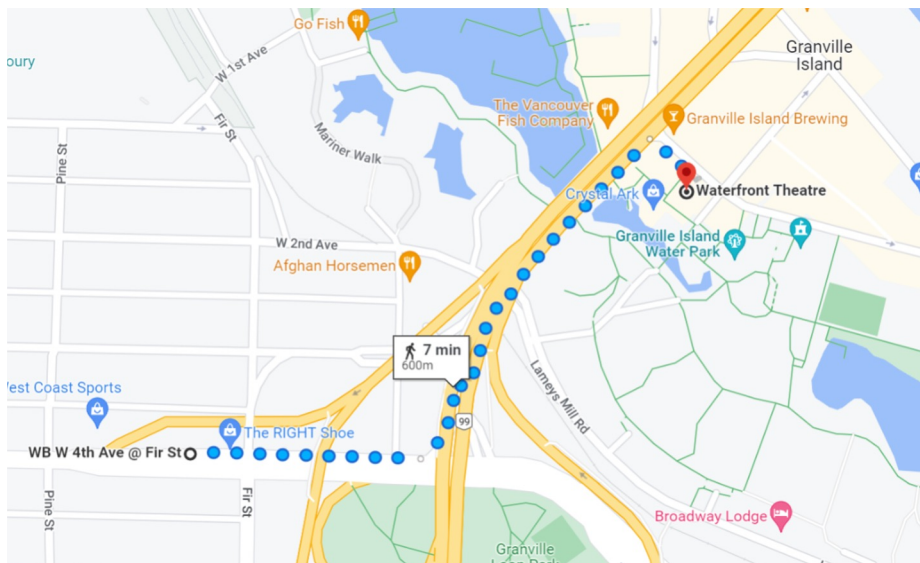 Go Fish
Granville
Island
oury
W 1st Ave
Fir St
The Vancouver
Fish Company
Granville Island Brewing
Pine St
Mariner Walk
Crystal Ark
Waterfront Theatre
W 2nd Ave
Granville Island
Water Park
Afghan Horsemen
7 min
600m
Lameys Mill Rd
West Coast Sports
99
The RIGHT Shoe
WB W 4th Ave @ Fir St
Pine St
Fir St
Broadway Lodge
Granville
Loop Park